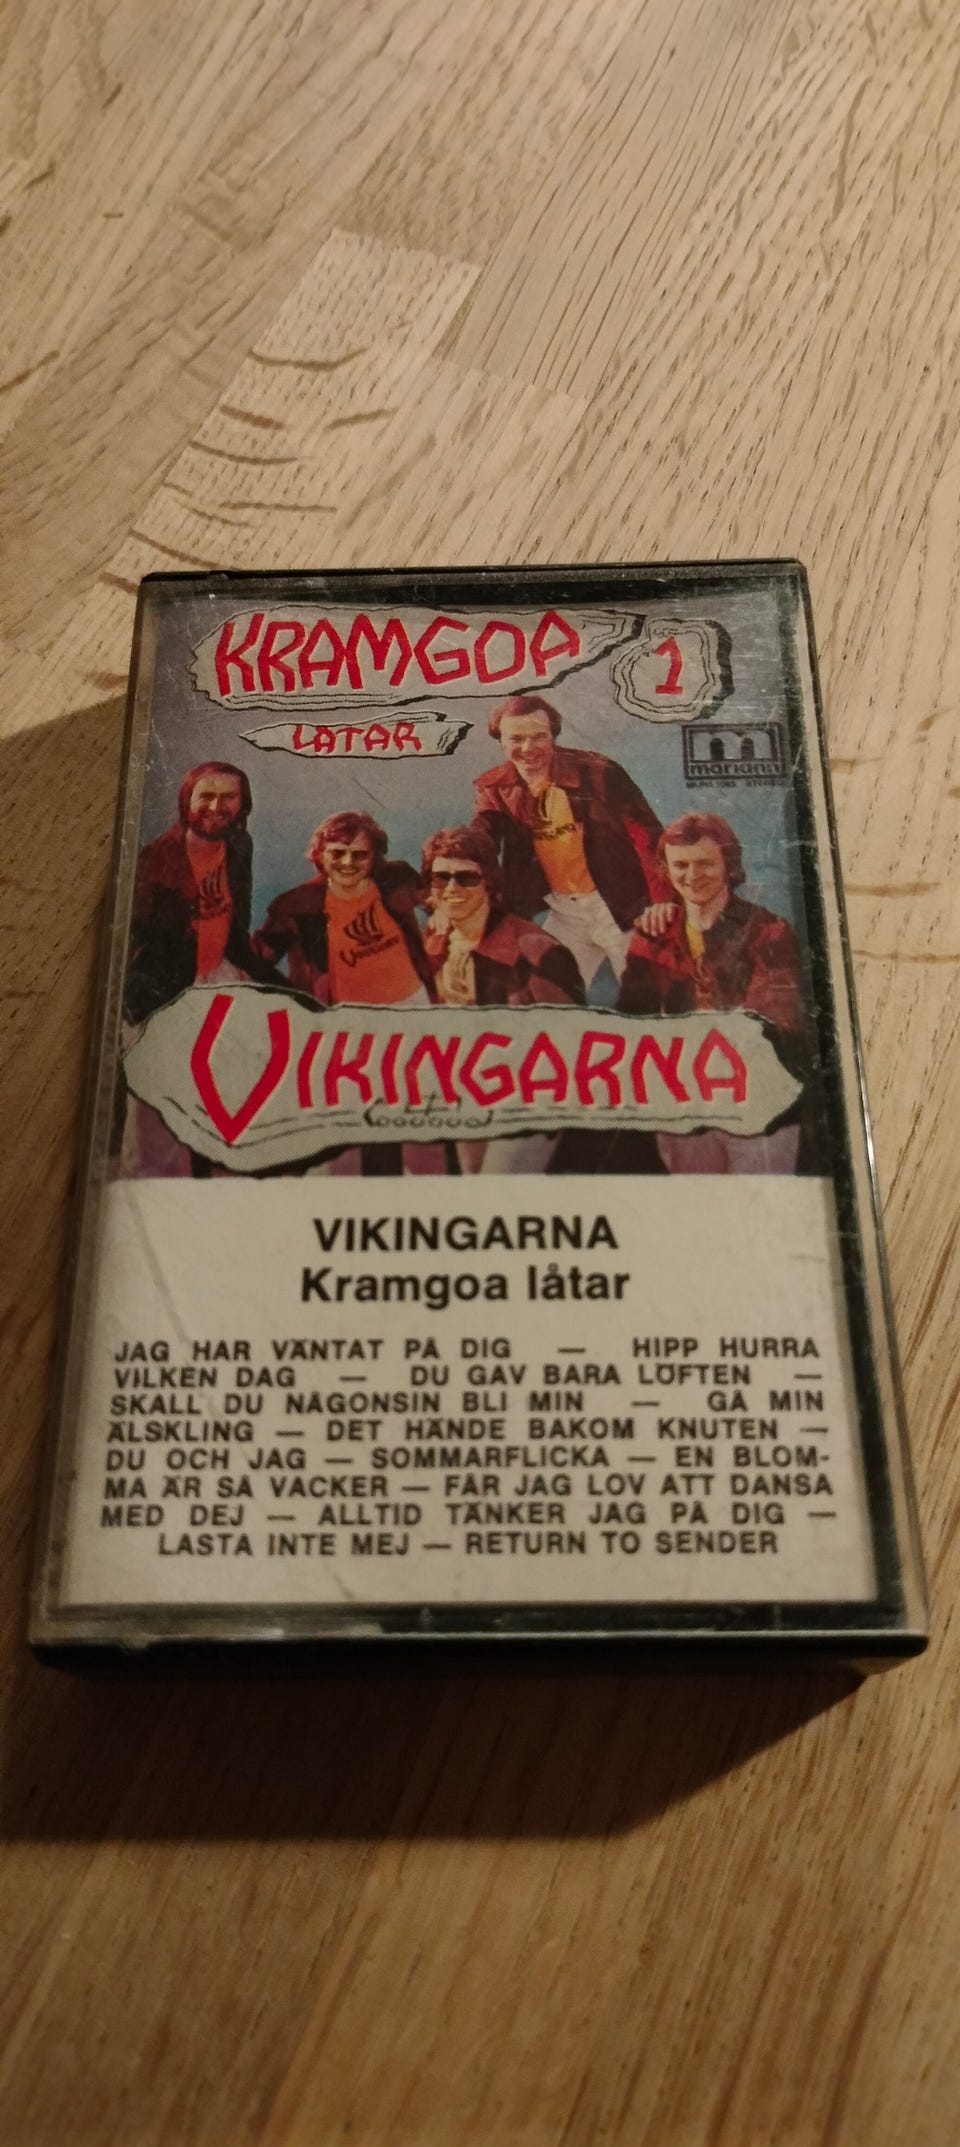 KRAMGOA
1
LÅTAR
mariann
STEREO
VIKINGARNA
VIKINGARNA
Kramgoa låtar
JAG HAR VÄNTAT PÅ DIG — HIPP HURRA
VILKEN DAG — DU GAV BARA LÖFTEN —
SKALL DU NÅGONSIN BLI MIN — GÅ MIN
ÄLSKLING — DET HÄNDE BAKOM KNUTEN —
DU OCH JAG — SOMMARFLICKA — EN BLOM-
MA ÄR SÅ VACKER — FÅR JAG LOV ATT DANSA
MED DEJ — ALLTID TÄNKER JAG PÅ DIG —
LASTA INTE MEJ — RETURN TO SENDER